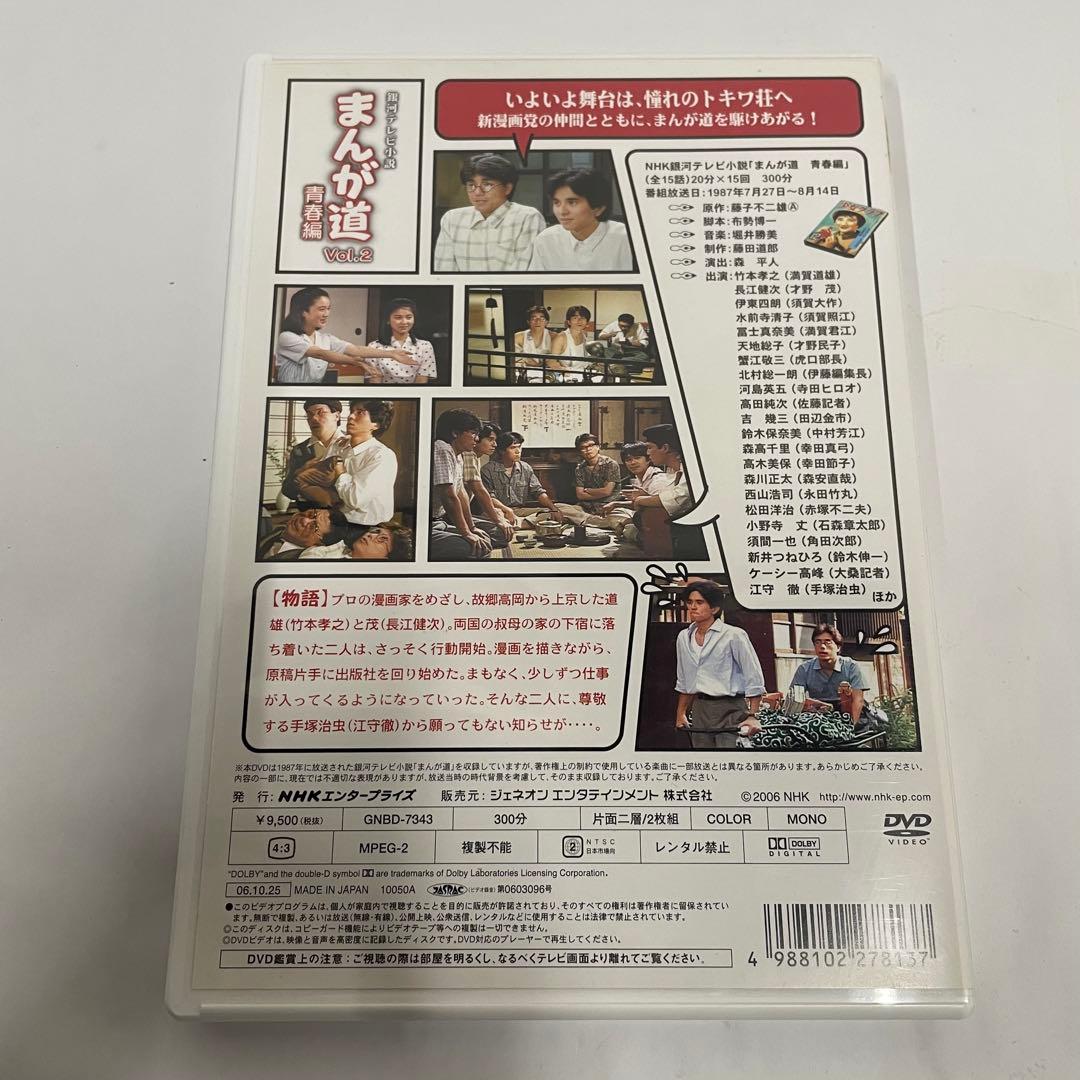 銀河テレビ小説
まんが道
青春編
Vol.2
いよいよ舞台は、憧れのトキワ荘へ
新漫画党の仲間とともに、まんが道を駆けあがる！
NHK銀河テレビ小説「まんが道　青春編」
(全15話)20分×15回　300分
番組放送日：1987年7月27日～8月14日
原作：藤子不二雄Ⓐ
脚本：布勢博一
音楽：堀井勝美
制作：藤田道郎
演出：森　平人
出演：竹本孝之（満賀道雄）
長江健次（才野　茂）
伊東四朗（須賀大作）
水前寺清子（須賀照江）
冨士真奈美（満賀君江）
天地総子（才野民子）
蟹江敬三（虎口部長）
北村総一朗（伊藤編集長）
河島英五（寺田ヒロオ）
高田純次（佐藤記者）
吉　幾三（田辺金市）
鈴木保奈美（中村芳江）
森高千里（幸田真弓）
高木美保（幸田節子）
森川正太（森安直哉）
西山浩司（永田竹丸）
松田洋治（赤塚不二夫）
小野寺　丈（石森章太郎）
須間一也（角田次郎）
新井つねひろ（鈴木伸一）
ケーシー高峰（大桑記者）
江守　徹（手塚治虫）ほか
【物語】プロの漫画家をめざし、故郷高岡から上京した道
雄（竹本孝之）と茂（長江健次）。両国の叔母の家の下宿に落
ち着いた二人は、さっそく行動開始。漫画を描きながら、
原稿片手に出版社を回り始めた。まもなく、少しずつ仕事
が入ってくるようになっていった。そんな二人に、尊敬
する手塚治虫（江守徹）から願ってもない知らせが‥‥。
※本DVDは1987年に放送された銀河テレビ小説「まんが道」を収録していますが、著作権上の制約で使用している楽曲に一部放送とは異なる箇所があります。あらかじめご了承ください。
内容の一部に、現在では不適切な表現がありますが、放送当時の時代背景を考慮して、そのまま収録しております。ご了承ください。
発 行：NHKエンタープライズ　販売元：ジェネオン エンタテインメント 株式会社　©2006 NHK　http://www.nhk-ep.com
¥9,500(税抜)　GNBD-7343　300分　片面二層/2枚組　COLOR　MONO
DVD VIDEO
4:3　MPEG-2　複製不能　2 NTSC 日本市場向　レンタル禁止　DOLBY DIGITAL
"DOLBY"and the double-D symbol are trademarks of Dolby Laboratories Licensing Corporation.
06.10.25　MADE IN JAPAN　10050A　JASRAC（ビデオ録音）第0603096号
●このビデオプログラムは、個人が家庭内で視聴することを目的に販売が許諾されており、そのすべての権利は著作権者に留保されています。無断で複製、あるいは放送（無線・有線）、公開上映、公衆送信、レンタルなどに使用することは法律で禁止されています。
◎このディスクは、コピーガード機能によりビデオテープ等への複製は一切できません。
◎DVDビデオは、映像と音声を高密度に記録したディスクです。DVD対応のプレーヤーで再生してください。
DVD鑑賞上の注意：ご視聴の際は部屋を明るくし、なるべくテレビ画面より離れてご覧ください。
4 988102 278137